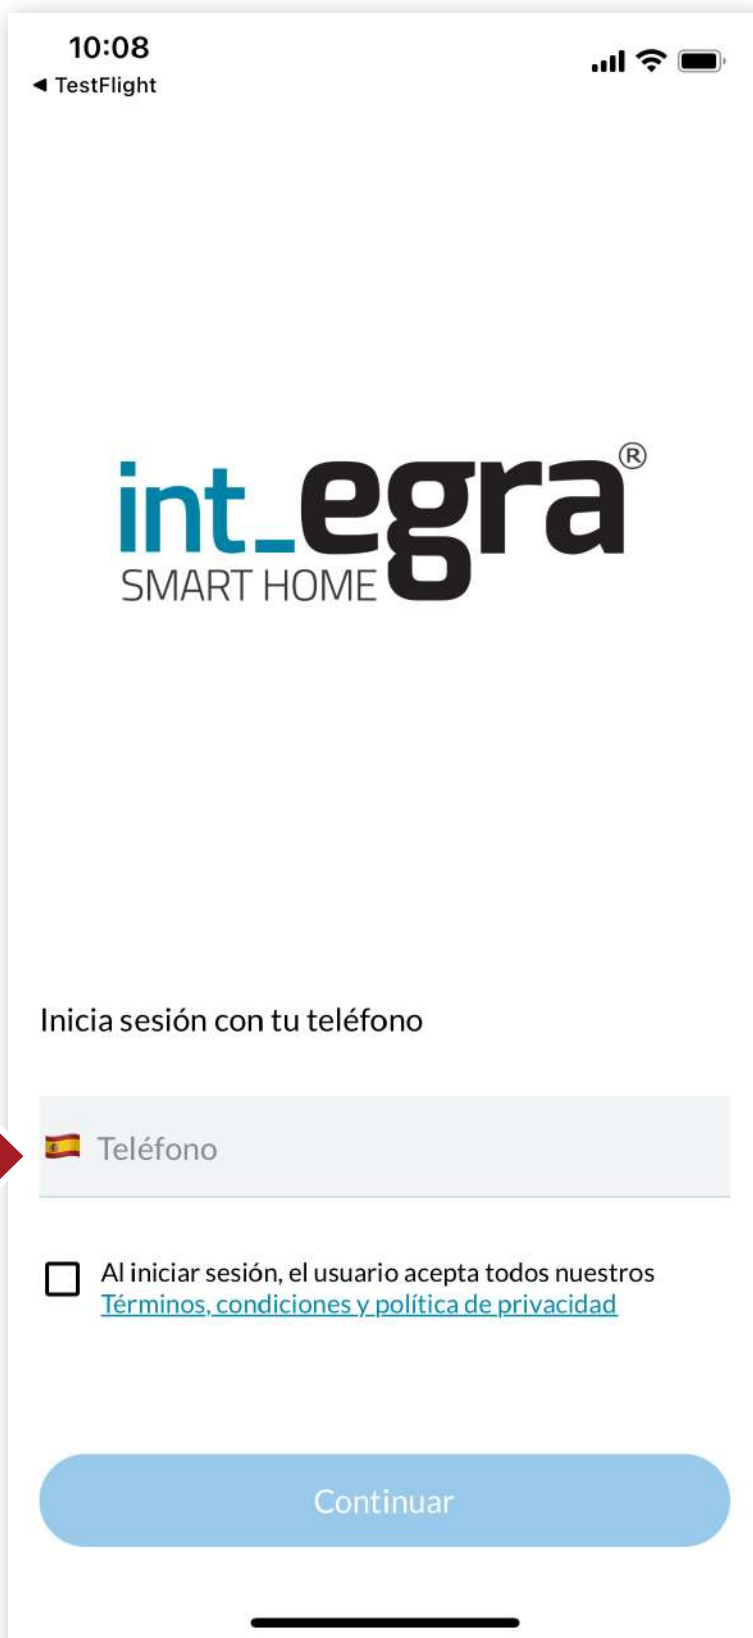 10:08
◀ TestFlight
int_egra®
SMART HOME
Inicia sesión con tu teléfono
Teléfono
Al iniciar sesión, el usuario acepta todos nuestros
Términos, condiciones y política de privacidad
Continuar